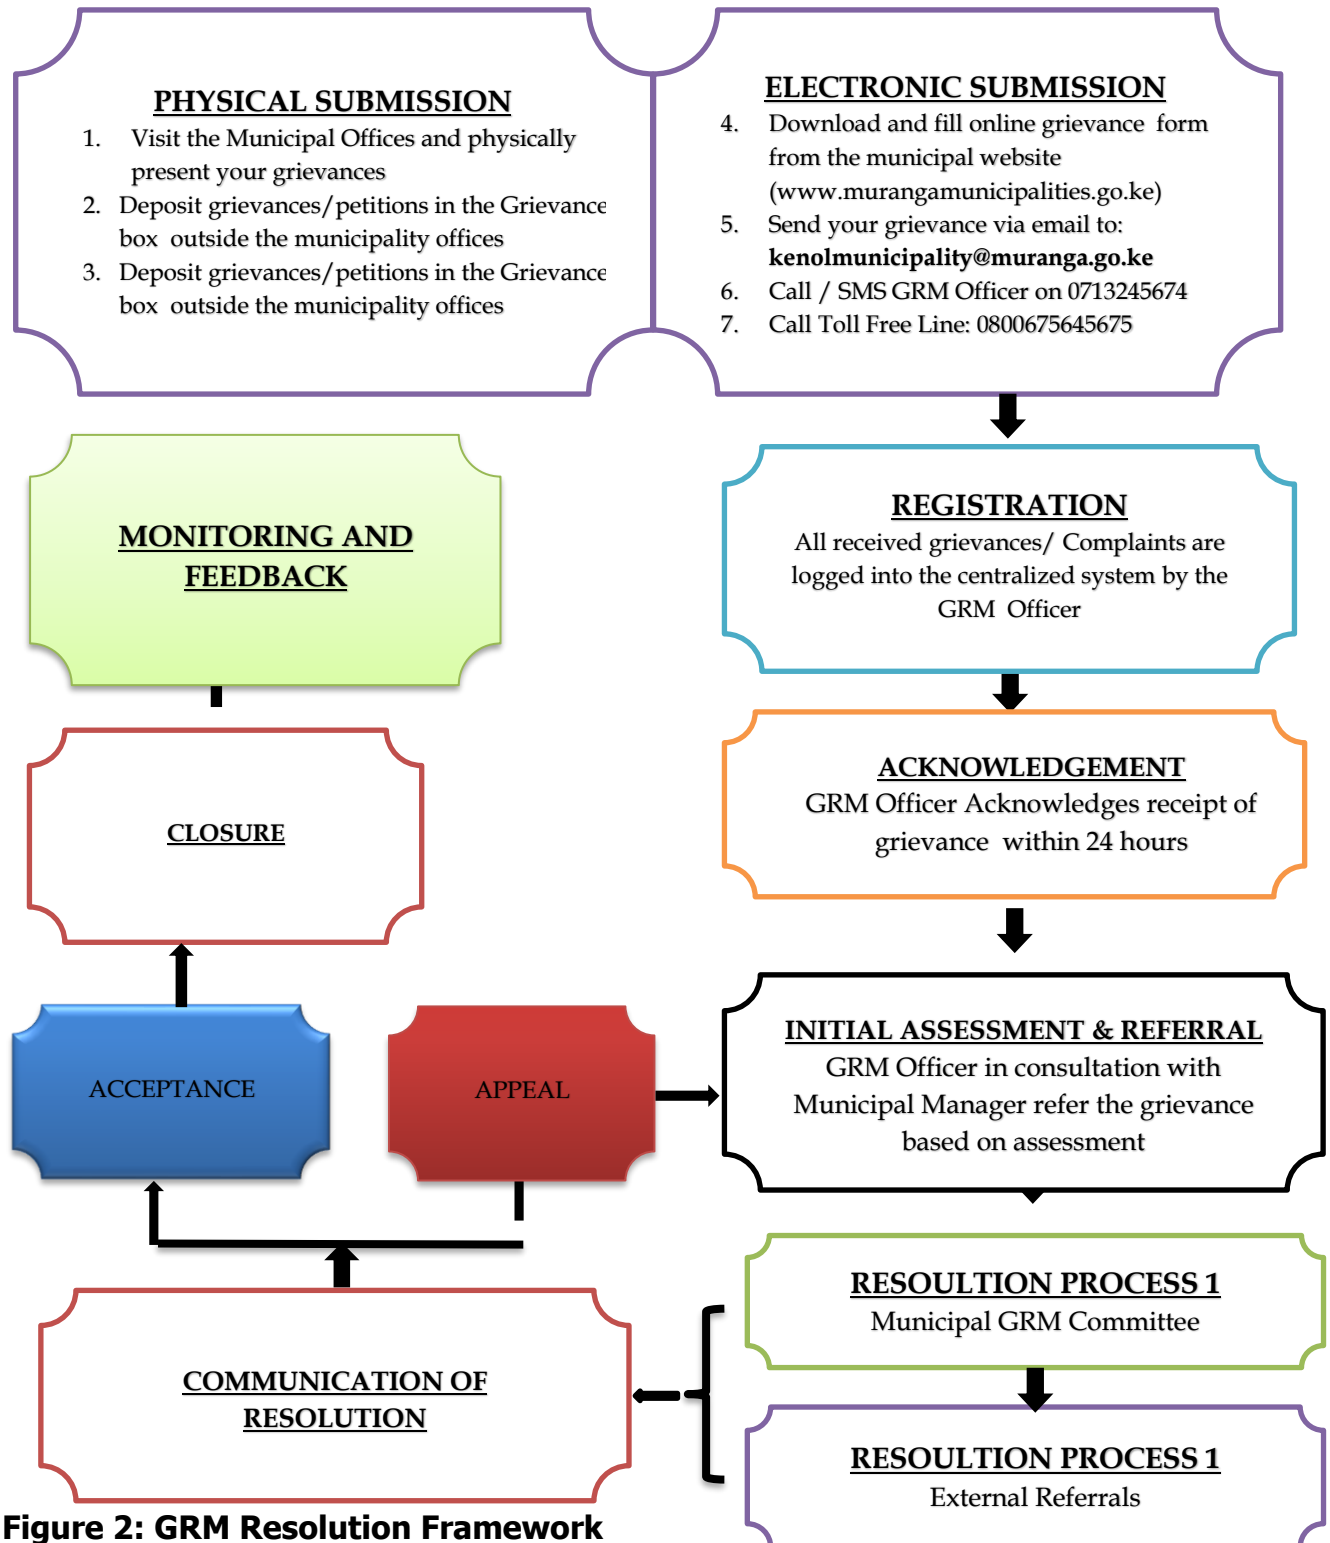 PHYSICAL SUBMISSION
1. Visit the Municipal Offices and physically
present your grievances
2. Deposit grievances/petitions in the Grievance
box outside the municipality offices
3. Deposit grievances/petitions in the Grievance
box outside the municipality offices
ELECTRONIC SUBMISSION
4. Download and fill online grievance form
from the municipal website
(www.murangamunicipalities.go.ke)
5. Send your grievance via email to:
kenolmunicipality@muranga.go.ke
6. Call / SMS GRM Officer on 0713245674
7. Call Toll Free Line: 0800675645675
REGISTRATION
All received grievances/ Complaints are
logged into the centralized system by the
GRM Officer
ACKNOWLEDGEMENT
GRM Officer Acknowledges receipt of
grievance within 24 hours
INITIAL ASSESSMENT & REFERRAL
GRM Officer in consultation with
Municipal Manager refer the grievance
based on assessment
RESOULTION PROCESS 1
Municipal GRM Committee
RESOULTION PROCESS 1
External Referrals
COMMUNICATION OF
RESOLUTION
ACCEPTANCE
APPEAL
CLOSURE
MONITORING AND
FEEDBACK
Figure 2: GRM Resolution Framework